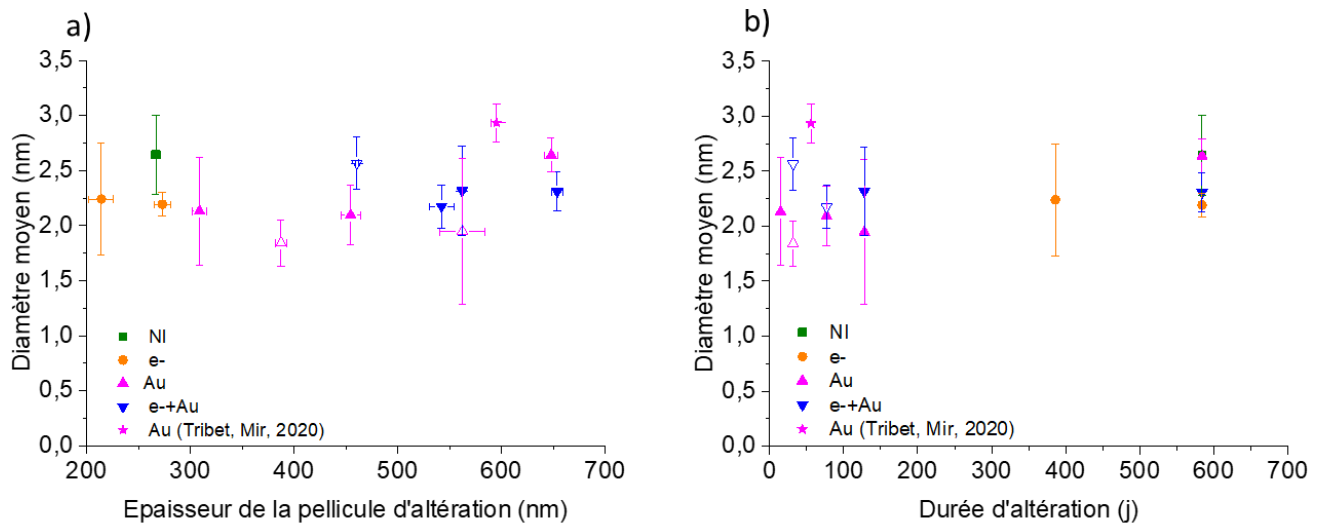 a)
Diamètre moyen (nm)
3,5
3,0
2,5
2,0
1,5
1,0
0,5
0,0
NI
e-
Au
e-+Au
Au (Tribet, Mir, 2020)
200 300 400 500 600 700
Epaisseur de la pellicule d'altération (nm)
b)
Diamètre moyen (nm)
3,5
3,0
2,5
2,0
1,5
1,0
0,5
0,0
NI
e-
Au
e-+Au
Au (Tribet, Mir, 2020)
0 100 200 300 400 500 600 700
Durée d'altération (j)